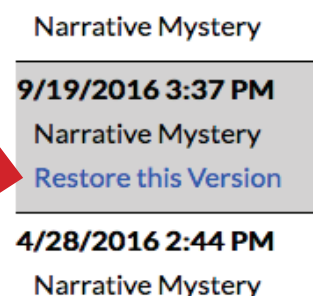 Narrative Mystery
9/19/2016 3:37 PM
Narrative Mystery
Restore this Version
4/28/2016 2:44 PM
Narrative Mystery